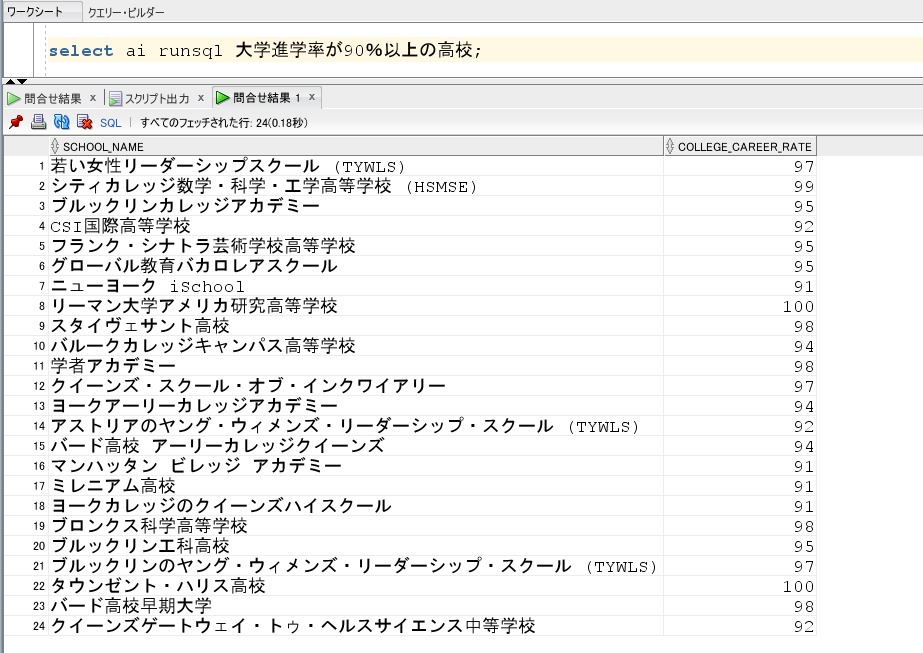 ワークシート クエリー・ビルダー
select ai runsql 大学進学率が90%以上の高校;
問合せ結果 x スクリプト出力 x 問合せ結果 1 x
SQL すべてのフェッチされた行: 24(0.18秒)
SCHOOL_NAME COLLEGE_CAREER_RATE
1 若い女性リーダーシップスクール (TYWLS) 97
2 シティカレッジ数学・科学・工学高等学校 (HSMSE) 99
3 ブルックリンカレッジアカデミー 95
4 CSI国際高等学校 92
5 フランク・シナトラ芸術学校高等学校 95
6 グローバル教育バカロレアスクール 95
7 ニューヨーク iSchool 91
8 リーマン大学アメリカ研究高等学校 100
9 スタイヴェサント高校 98
10 バルークカレッジキャンパス高等学校 94
11 学者アカデミー 98
12 クイーンズ・スクール・オブ・インクワイアリー 97
13 ヨークアーリーカレッジアカデミー 94
14 アストリアのヤング・ウィメンズ・リーダーシップ・スクール (TYWLS) 92
15 バード高校 アーリーカレッジクイーンズ 94
16 マンハッタン ビレッジ アカデミー 91
17 ミレニアム高校 91
18 ヨークカレッジのクイーンズハイスクール 91
19 ブロンクス科学高等学校 98
20 ブルックリン工科高校 95
21 ブルックリンのヤング・ウィメンズ・リーダーシップ・スクール (TYWLS) 97
22 タウンゼント・ハリス高校 100
23 バード高校早期大学 98
24 クイーンズゲートウェイ・トゥ・ヘルスサイエンス中等学校 92